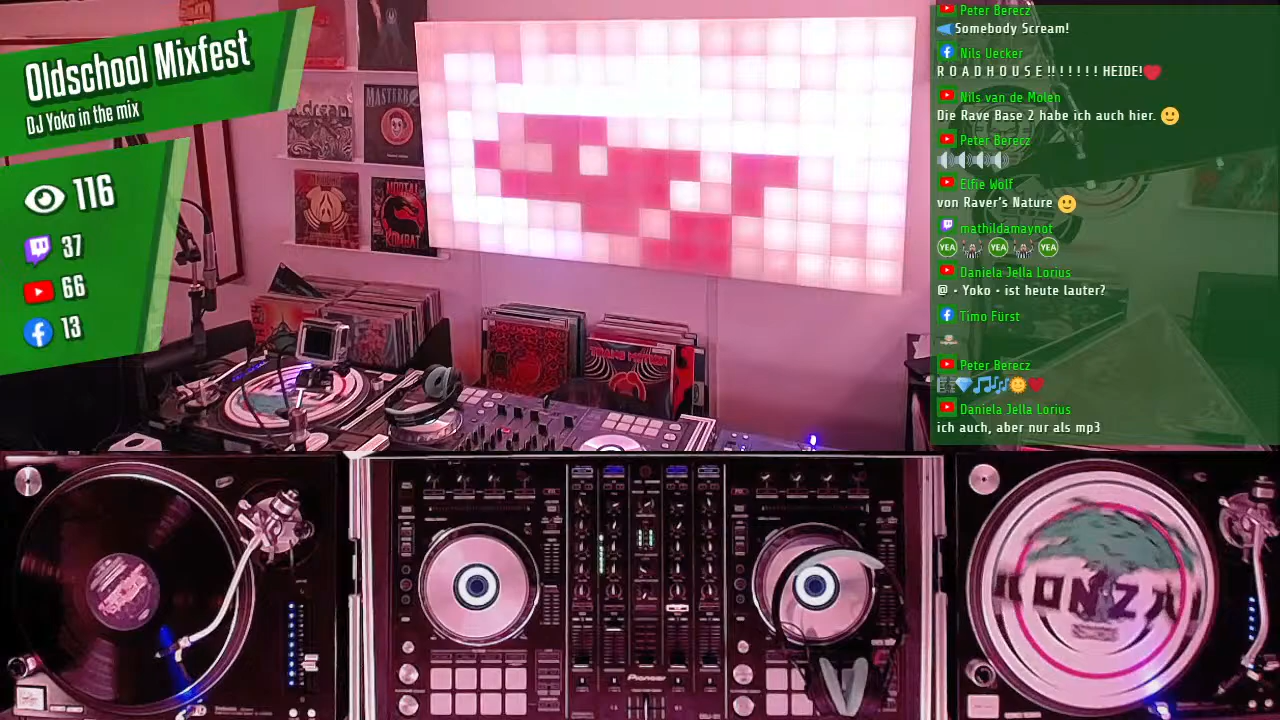 Oldschool Mixfest
DJ Yoko in the mix
116
37
66
13
MASTERB
MORTAL
KOMBAT
Peter Berecz
Somebody Scream!
Nils Uecker
R O A D H O U S E !! ! ! ! ! ! HEIDE!
Nils van de Molen
Die Rave Base 2 habe ich auch hier.
Peter Berecz
Elfie Wolf
von Raver's Nature
mathildamaynot
YEA YEA YEA
Daniela Jella Lorius
@ - Yoko - ist heute lauter?
Timo Fürst
Peter Berecz
Daniela Jella Lorius
ich auch, aber nur als mp3
Pioneer